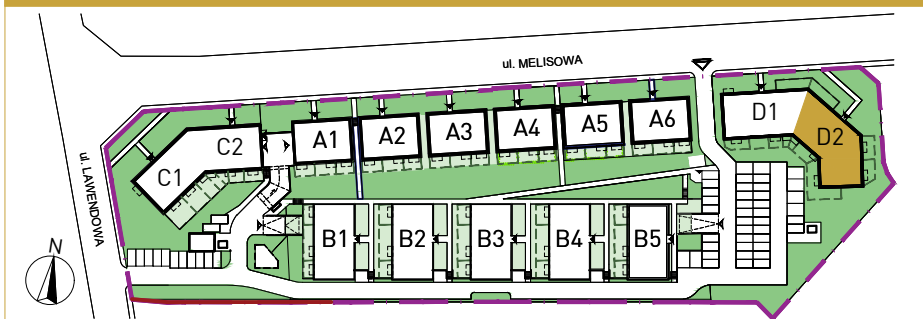 ul. MELISOWA
C1
C2
A1
A2
A3
A4
A5
A6
D1
D2
ul. LAWENDOWA
B1
B2
B3
B4
B5
N